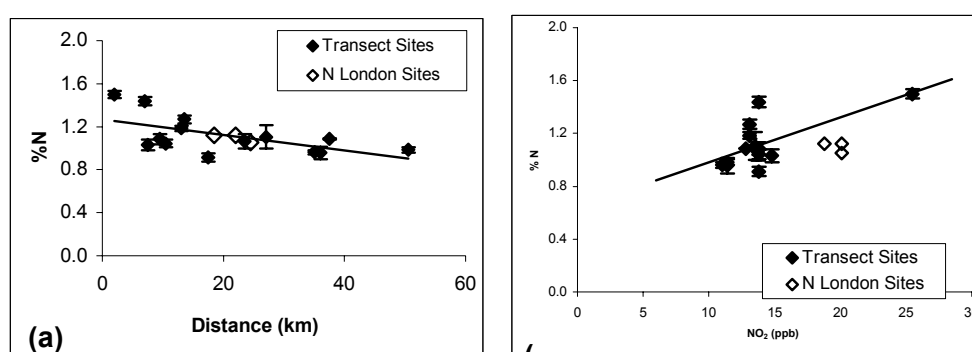 2.0
1.6
1.2
0.8
0.4
0.0
%N
0 20 40 60
Distance (km)
Transect Sites
N London Sites
(a)
2.0
1.6
1.2
0.8
0.4
0.0
% N
0 5 10 15 20 25 3
NO₂ (ppb)
Transect Sites
N London Sites
(